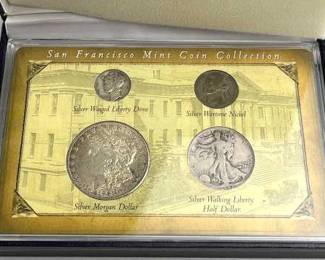 San Francisco Mint Coin Collection
Silver Winged Liberty Dime
Silver Wartime Nickel
Silver Morgan Dollar
Silver Walking Liberty
Half Dollar